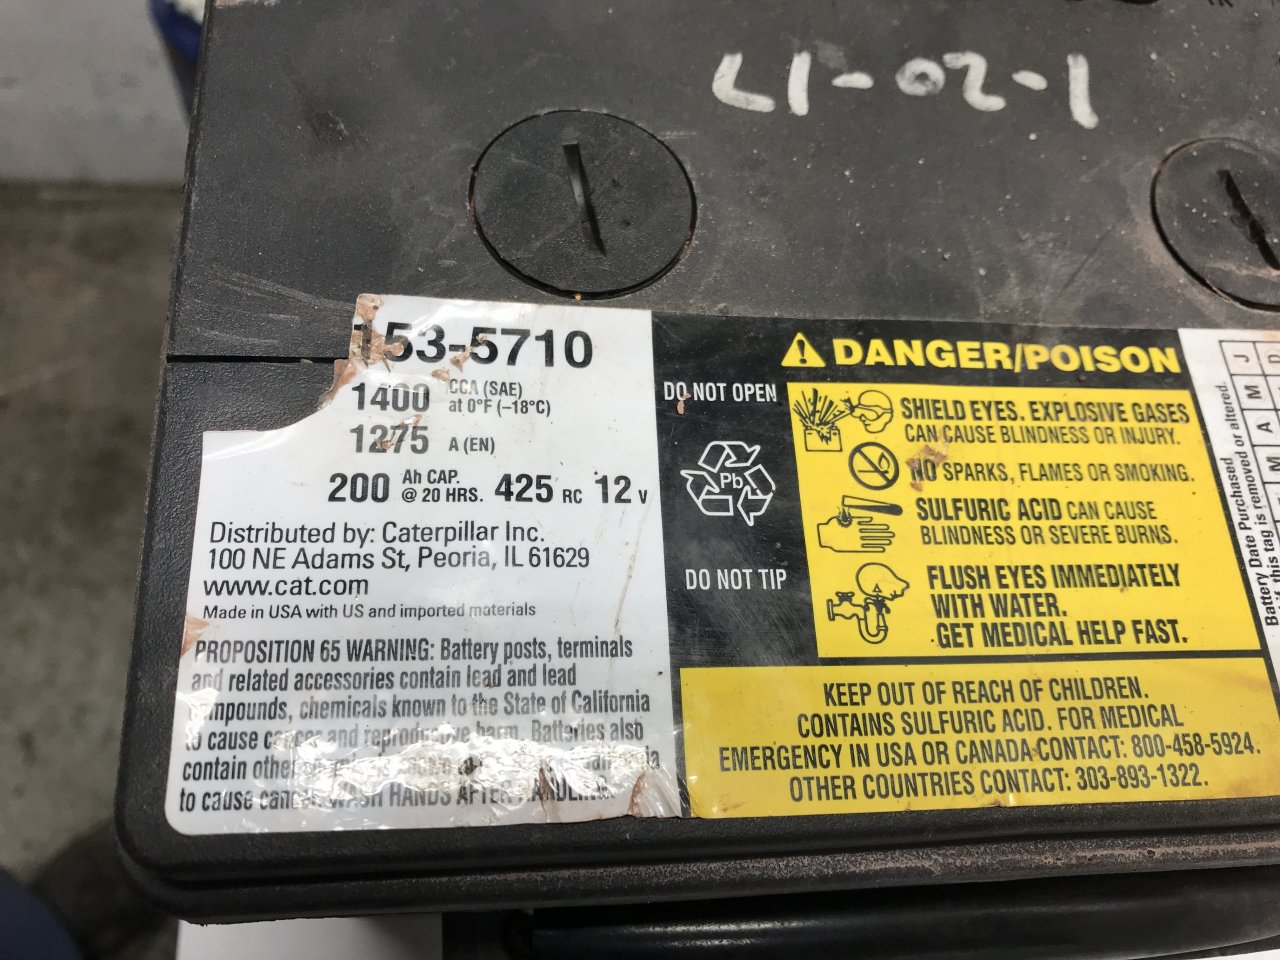 L1-02-1
153-5710
1400 CCA (SAE)
at 0°F (–18°C)
1275 A (EN)
200 Ah CAP.
@ 20 HRS. 425 RC 12 V
Distributed by: Caterpillar Inc.
100 NE Adams St, Peoria, IL 61629
www.cat.com
Made in USA with US and imported materials
PROPOSITION 65 WARNING: Battery posts, terminals
and related accessories contain lead and lead
compounds, chemicals known to the State of California
to cause cancer and reproductive harm. Batteries also
contain other
to cause cancer. WASH HANDS AFTER HANDLING.
DO NOT OPEN
Pb
DO NOT TIP
DANGER/POISON
SHIELD EYES. EXPLOSIVE GASES
CAN CAUSE BLINDNESS OR INJURY.
NO SPARKS, FLAMES OR SMOKING.
SULFURIC ACID CAN CAUSE
BLINDNESS OR SEVERE BURNS.
FLUSH EYES IMMEDIATELY
WITH WATER.
GET MEDICAL HELP FAST.
KEEP OUT OF REACH OF CHILDREN.
CONTAINS SULFURIC ACID. FOR MEDICAL
EMERGENCY IN USA OR CANADA CONTACT: 800-458-5924.
OTHER COUNTRIES CONTACT: 303-893-1322.
Battery Date Purchased
if this tag is removed or altered.
J
M
A
M
D